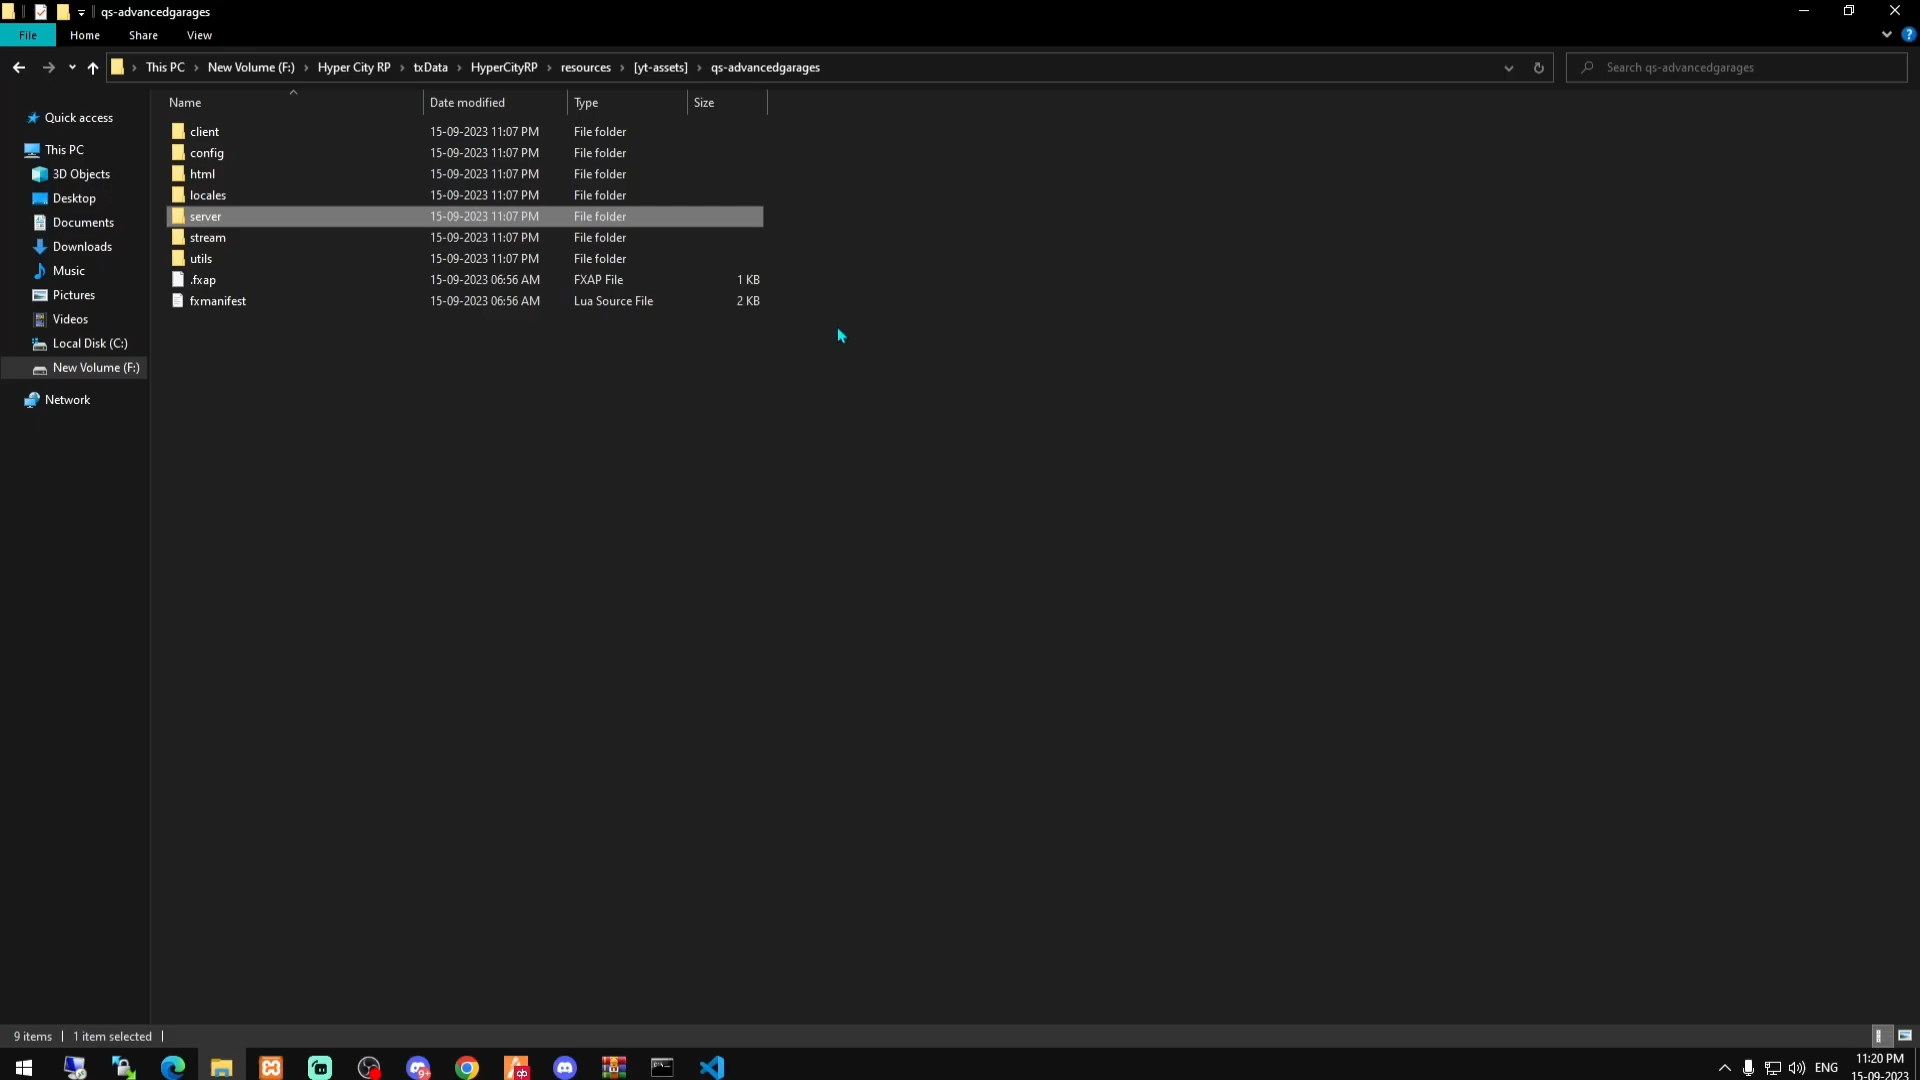 qs-advancedgarages
File Home Share View
This PC New Volume (F:) Hyper City RP txData HyperCityRP resources [yt-assets] qs-advancedgarages
Search qs-advancedgarages
Quick access
This PC
3D Objects
Desktop
Documents
Downloads
Music
Pictures
Videos
Local Disk (C:)
New Volume (F:)
Network
Name Date modified Type Size
client 15-09-2023 11:07 PM File folder
config 15-09-2023 11:07 PM File folder
html 15-09-2023 11:07 PM File folder
locales 15-09-2023 11:07 PM File folder
server 15-09-2023 11:07 PM File folder
stream 15-09-2023 11:07 PM File folder
utils 15-09-2023 11:07 PM File folder
.fxap 15-09-2023 06:56 AM FXAP File 1 KB
fxmanifest 15-09-2023 06:56 AM Lua Source File 2 KB
9 items 1 item selected
9+
qb
ENG
11:20 PM
15-09-2023